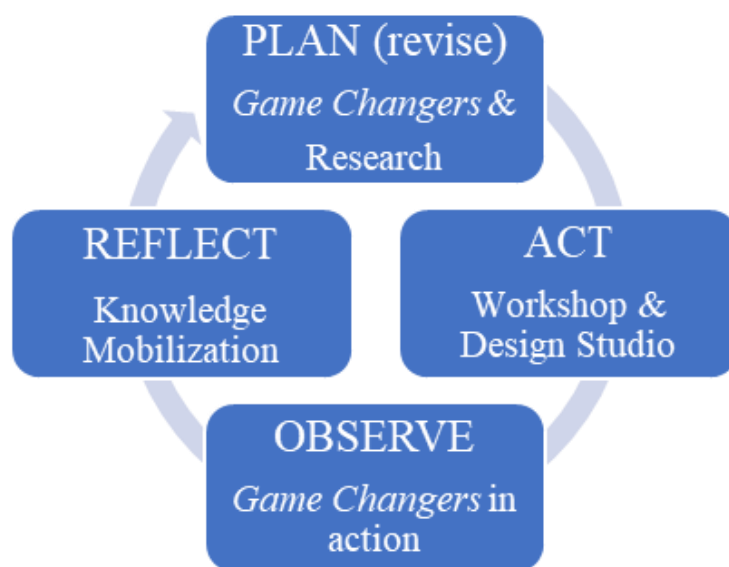 PLAN (revise)
Game Changers &
Research
ACT
Workshop &
Design Studio
OBSERVE
Game Changers in
action
REFLECT
Knowledge
Mobilization